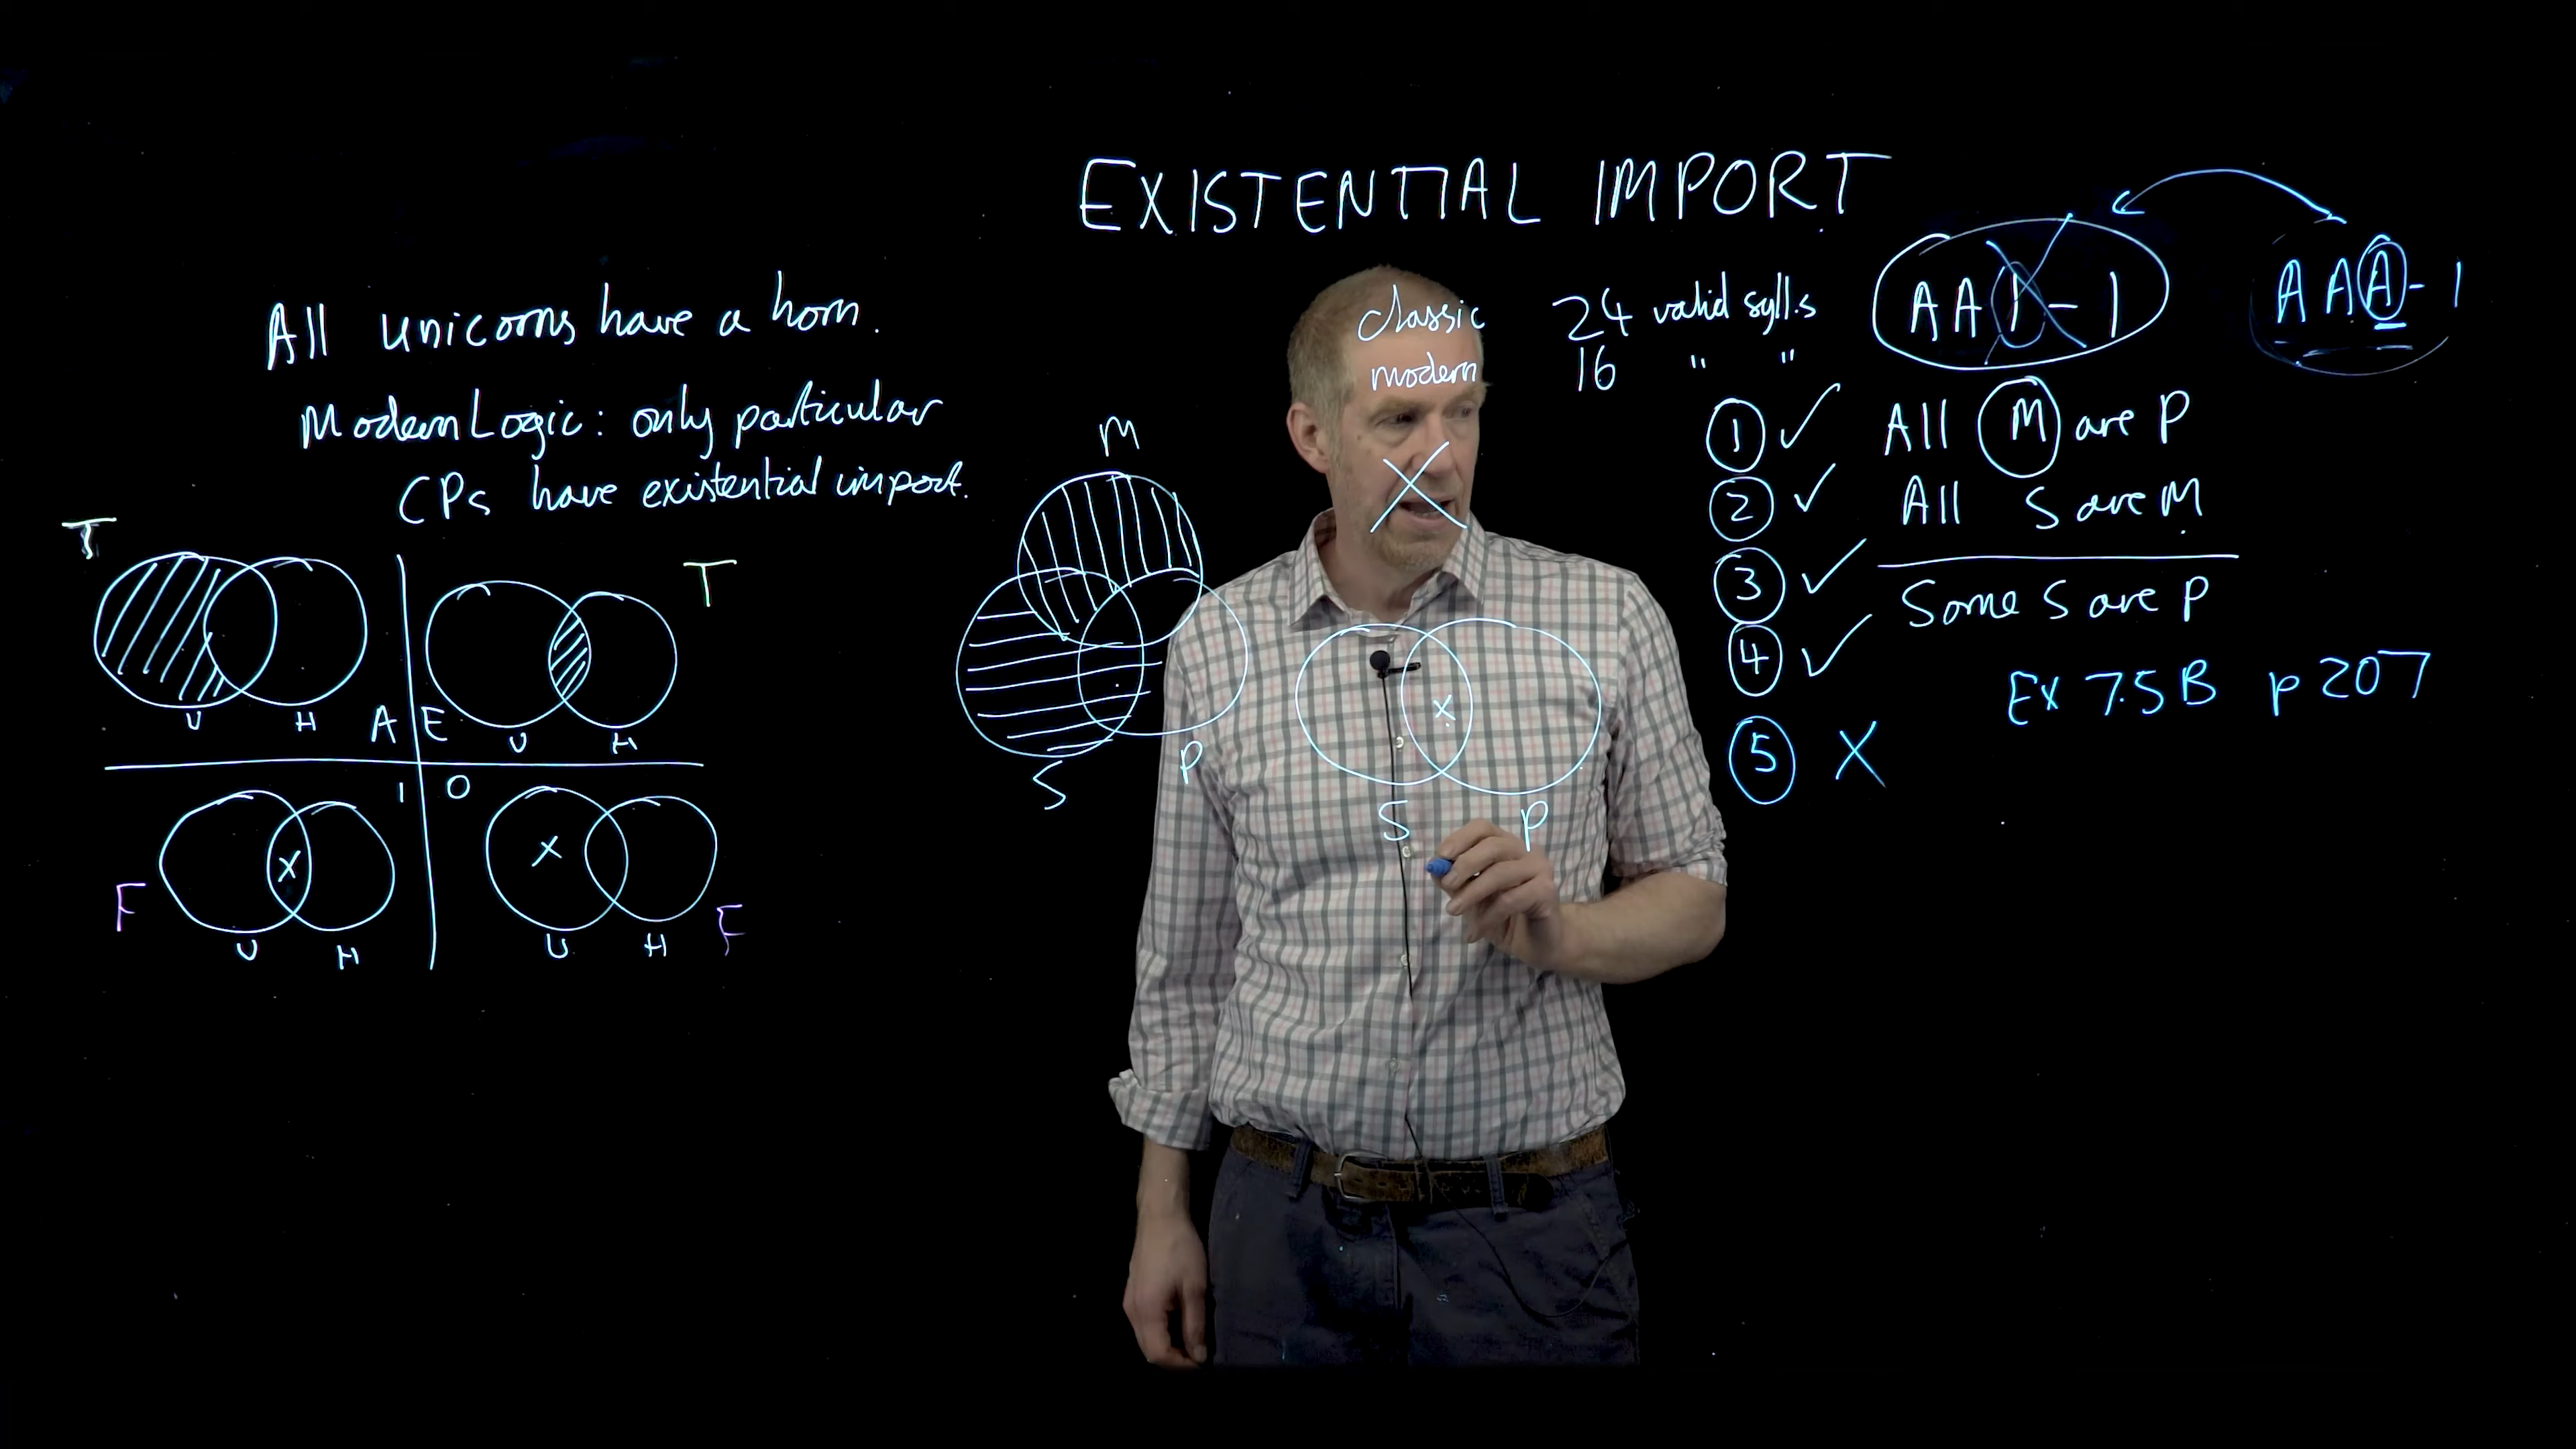 EXISTENTIAL IMPORT
All unicorns have a horn.
Modern Logic: only particular
CPs have existential import.
T
U H A
E U H
T
I
F
X
U H
O
X
U H
F
classic 24 valid sylls
modern 16 " "
M
S P
X
X
S P
AAI-1
AAA-1
1 ✓ All M are P
2 ✓ All S are M
3 ✓ Some S are P
4 ✓
5 X
Ex 7.5B p 207